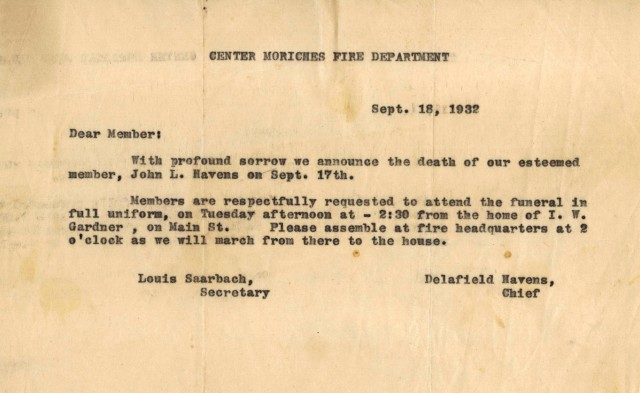 CENTER MORICHES FIRE DEPARTMENT
Sept. 18, 1932
Dear Member:
With profound sorrow we announce the death of our esteemed
member, John L. Havens on Sept. 17th.
Members are respectfully requested to attend the funeral in
full uniform, on Tuesday afternoon at - 2:30 from the home of I. W.
Gardner , on Main St. Please assemble at fire headquarters at 2
o'clock as we will march from there to the house.
Louis Saarbach,
Secretary
Delafield Havens,
Chief